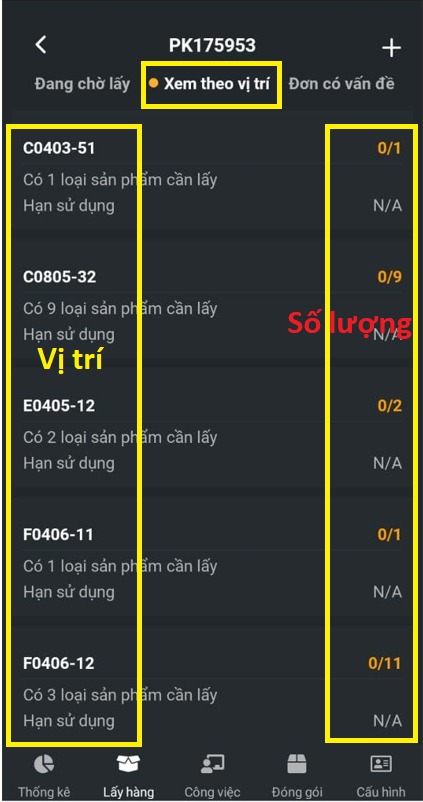 PK175953
Đang chờ lấy
Xem theo vị trí
Đơn có vấn đề
C0403-51 0/1
Có 1 loại sản phẩm cần lấy
Hạn sử dụng N/A
C0805-32 0/9
Có 9 loại sản phẩm cần lấy
Số lượng
Hạn sử dụng N/A
Vị trí
E0405-12 0/2
Có 2 loại sản phẩm cần lấy
Hạn sử dụng N/A
F0406-11 0/1
Có 1 loại sản phẩm cần lấy
Hạn sử dụng N/A
F0406-12 0/11
Có 3 loại sản phẩm cần lấy
Hạn sử dụng N/A
Thống kê
Lấy hàng
Công việc
Đóng gói
Cấu hình